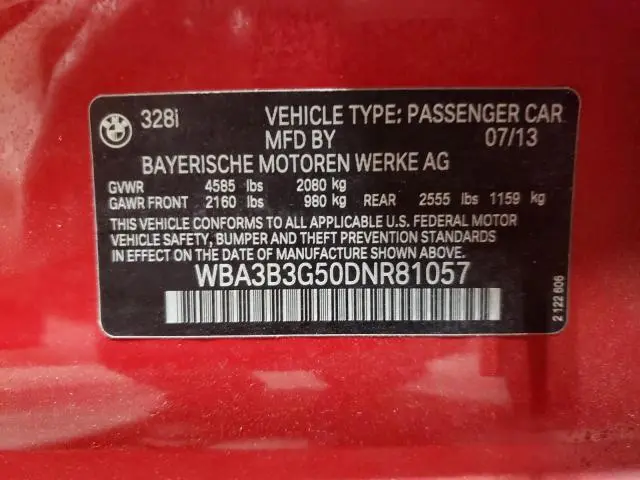 BMW 328i VEHICLE TYPE: PASSENGER CAR
MFD BY 07/13
BAYERISCHE MOTOREN WERKE AG
GVWR 4585 lbs 2080 kg
GAWR FRONT 2160 lbs 980 kg REAR 2555 lbs 1159 kg
THIS VEHICLE CONFORMS TO ALL APPLICABLE U.S. FEDERAL MOTOR
VEHICLE SAFETY, BUMPER AND THEFT PREVENTION STANDARDS
IN EFFECT ON THE DATE OF MANUFACTURE SHOWN ABOVE.
WBA3B3G50DNR81057
2 122 606